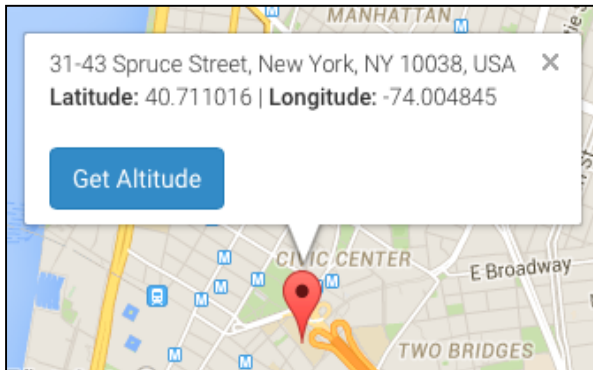 MANHATTAN
31-43 Spruce Street, New York, NY 10038, USA ×
Latitude: 40.711016 | Longitude: -74.004845
Get Altitude
CIVIC CENTER
E Broadway
TWO BRIDGES
M
M
M
M
M
M
M